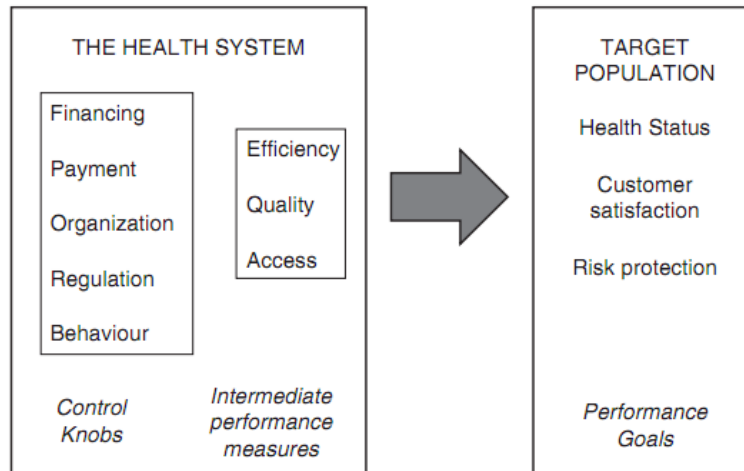 THE HEALTH SYSTEM
Financing
Payment
Organization
Regulation
Behaviour
Control
Knobs
Efficiency
Quality
Access
Intermediate
performance
measures
TARGET
POPULATION
Health Status
Customer
satisfaction
Risk protection
Performance
Goals